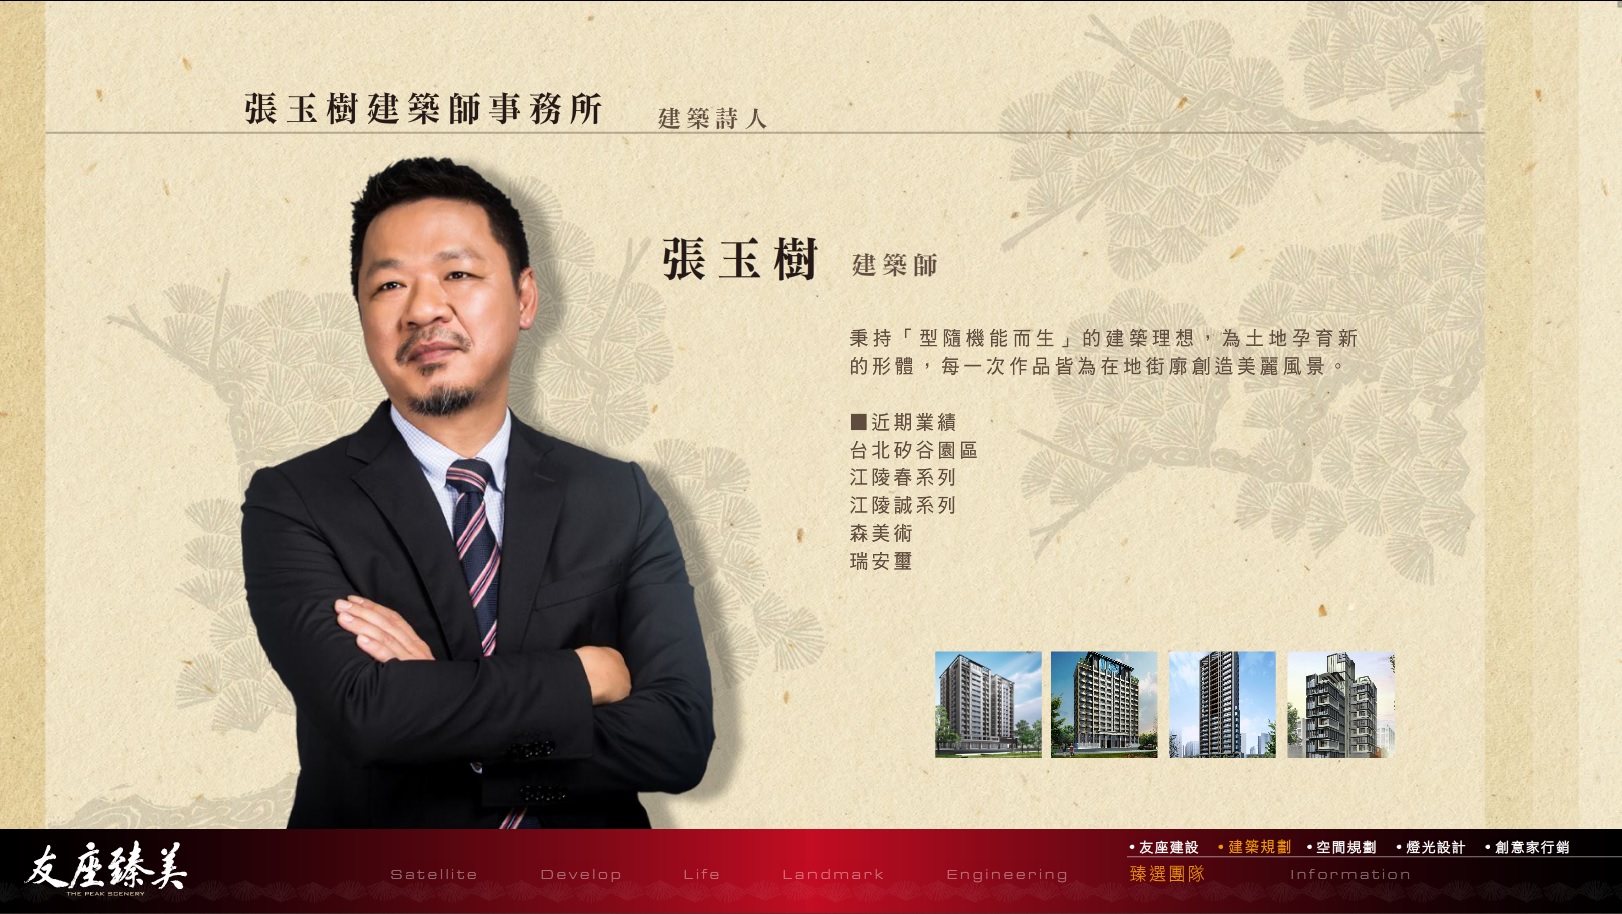 張玉樹建築師事務所 建築詩人
張玉樹 建築師
秉持「型隨機能而生」的建築理想，為土地孕育新
的形體，每一次作品皆為在地街廓創造美麗風景。
■近期業績
台北矽谷園區
江陵春系列
江陵誠系列
森美術
瑞安璽
友座臻美
THE PEAK SCENERY
•友座建設 •建築規劃 •空間規劃 •燈光設計 •創意家行銷
Satellite Develop Life Landmark Engineering 臻選團隊 Information